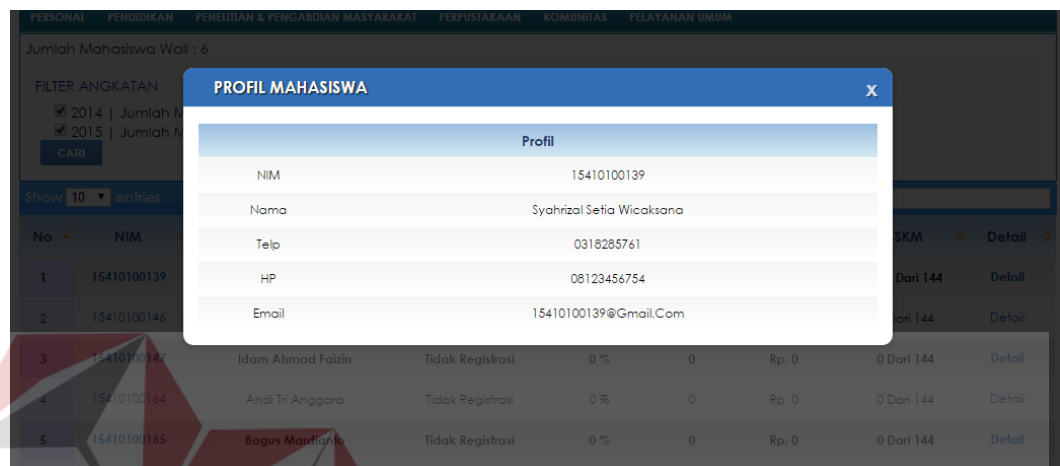 PERSONAL PENDIDIKAN PENELITIAN & PENGABDIAN MASYARAKAT PERPUSTAKAAN KOMUNITAS PELAYANAN UMUM
Jumlah Mahasiswa Wali : 6
FILTER ANGKATAN
2014 | Jumlah M
2015 | Jumlah M
CARI
PROFIL MAHASISWA X
Profil
NIM 15410100139
Nama Syahrizal Setia Wicaksana
Telp 0318285761
HP 08123456754
Email 15410100139@Gmail.Com
Show 10 entries
No NIM SKM Detail
1 15410100139 Dari 144 Detail
2 15410100146 Dari 144 Detail
3 15410100147 Idam Ahmad Faizin Tidak Registrasi 0 % 0 Rp. 0 0 Dari 144 Detail
4 15410100164 Andi Tri Anggara Tidak Registrasi 0 % 0 Rp. 0 0 Dari 144 Detail
5 15410100165 Bagus Mardianto Tidak Registrasi 0 % 0 Rp. 0 0 Dari 144 Detail